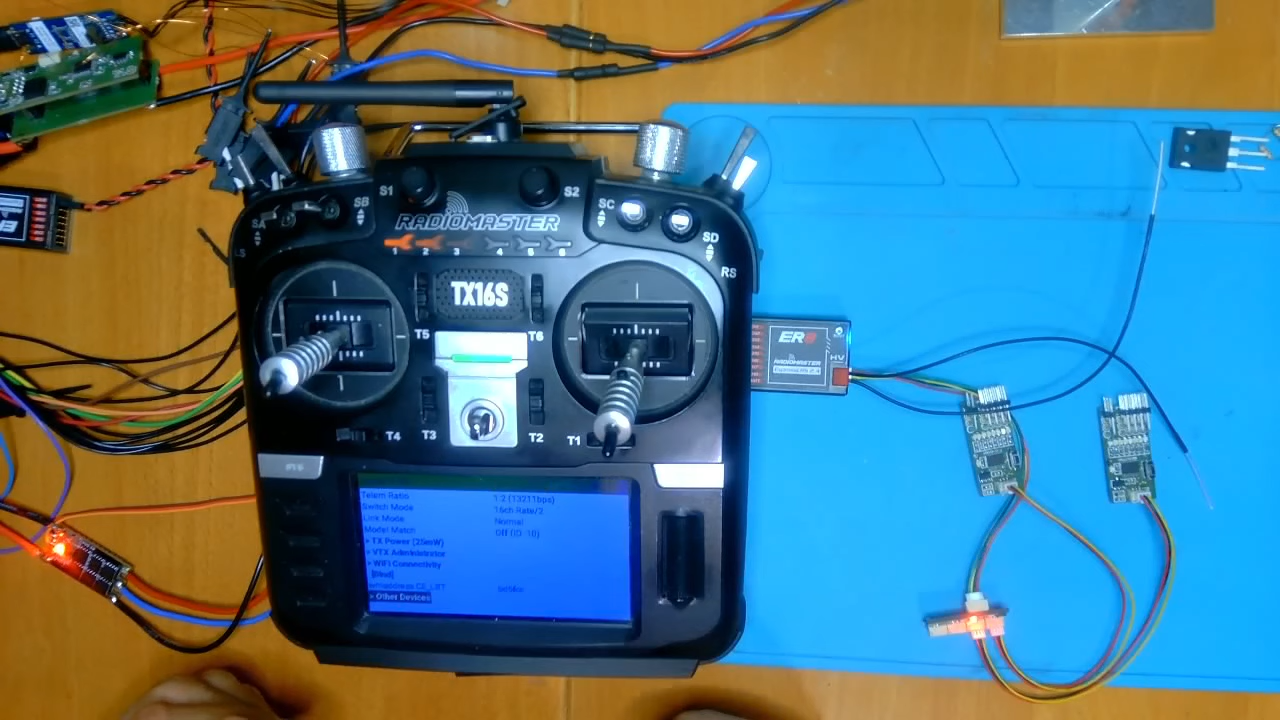 S1
S2
SA
SB
SC
SD
LS
RS
RADIOMASTER
1 2 3 4 5 6
TX16S
T5
T6
T4
T3
T2
T1
Telem Ratio 1:2 (13211bps)
Switch Mode 16ch Rate/2
Link Mode Normal
Model Match Off (ID: 18)
> TX Power (25mW)
> VTX Administrator
> WiFi Connectivity
[Bind]
> Other Devices
RADIOMASTER
HV